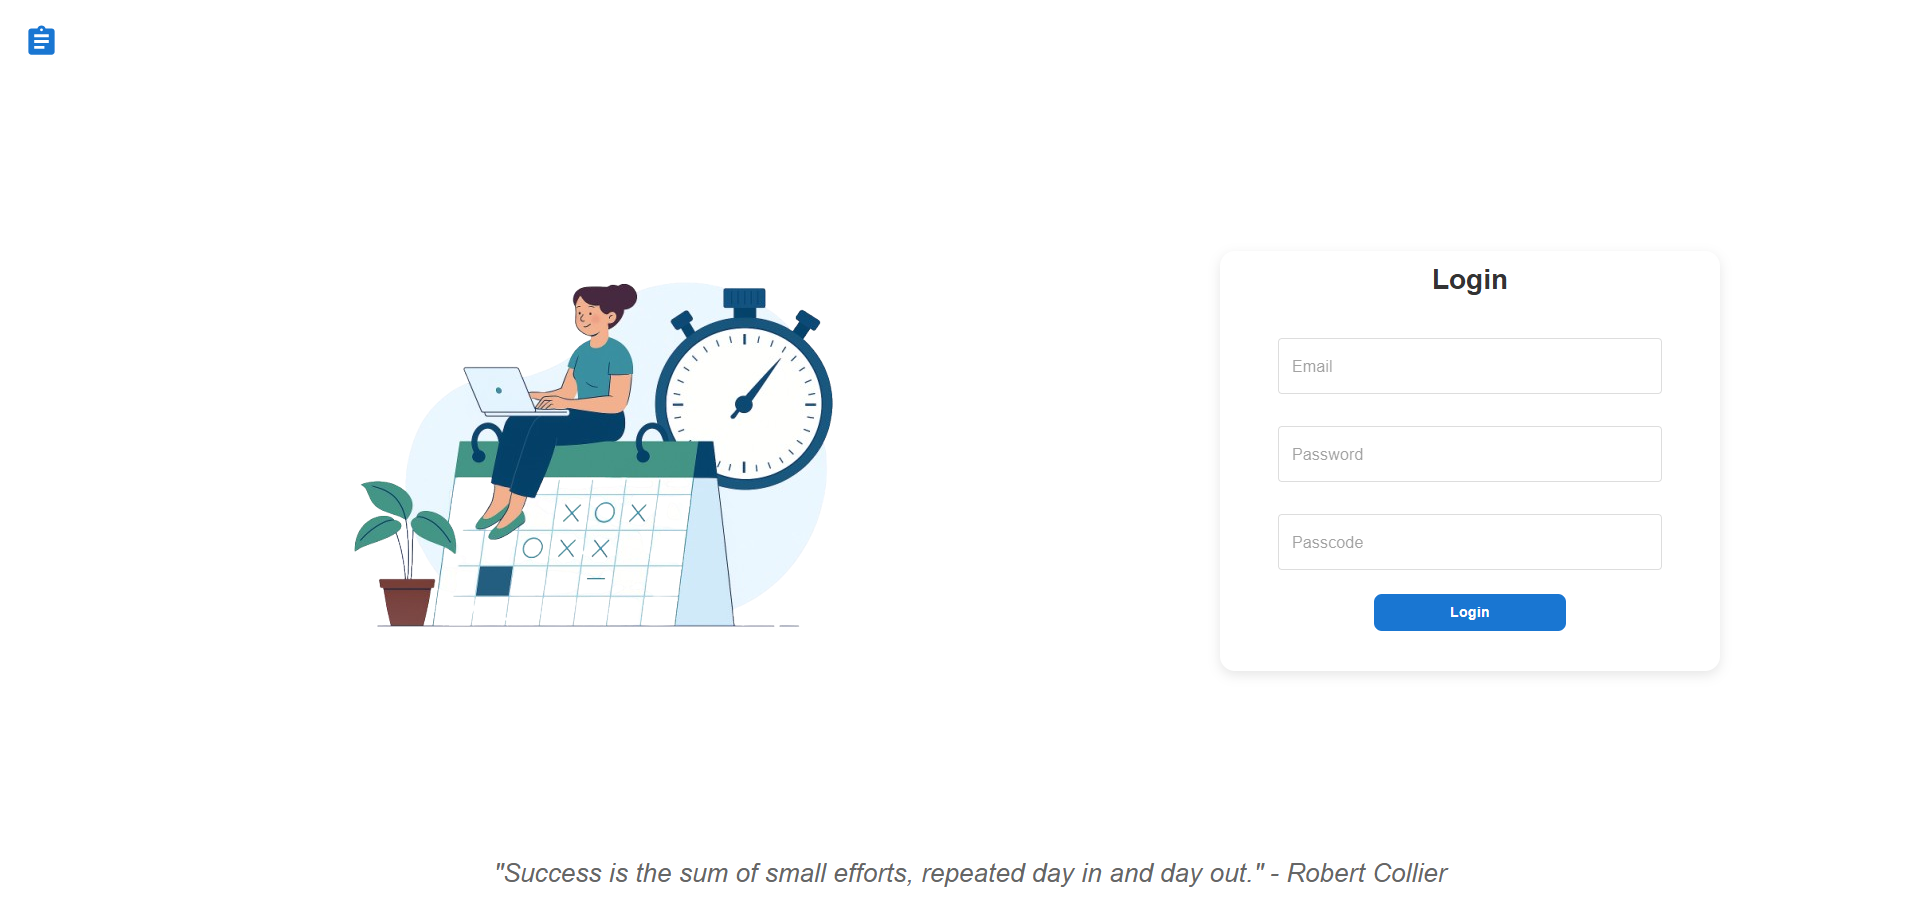 Login
Email
Password
Passcode
Login
"Success is the sum of small efforts, repeated day in and day out." - Robert Collier